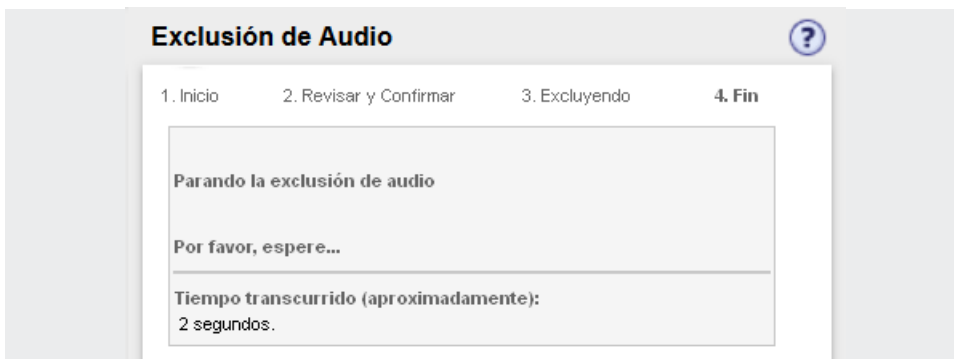 Exclusión de Audio
?
1. Inicio 2. Revisar y Confirmar 3. Excluyendo 4. Fin
Parando la exclusión de audio
Por favor, espere...
Tiempo transcurrido (aproximadamente):
2 segundos.